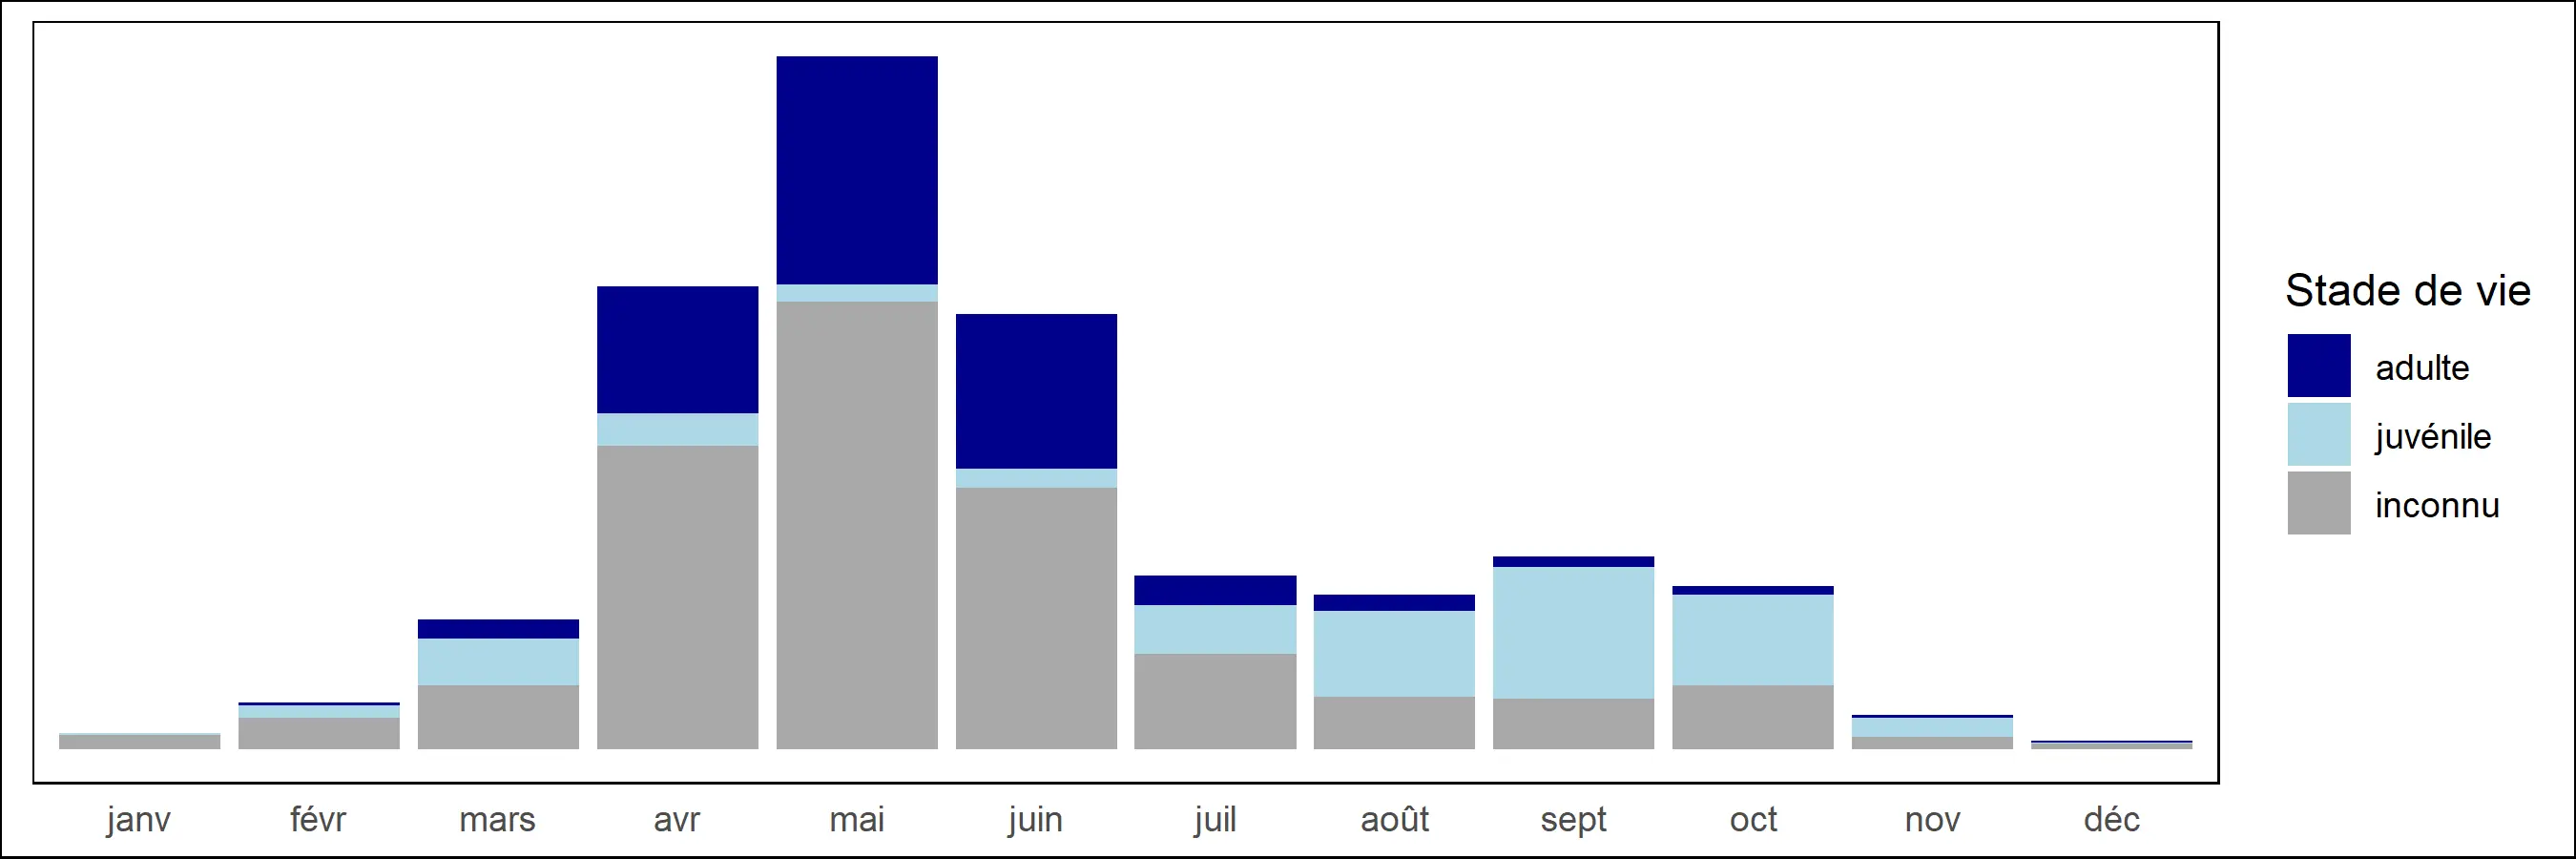 Stade de vie
adulte
juvénile
inconnu
janv févr mars avr mai juin juil août sept oct nov déc